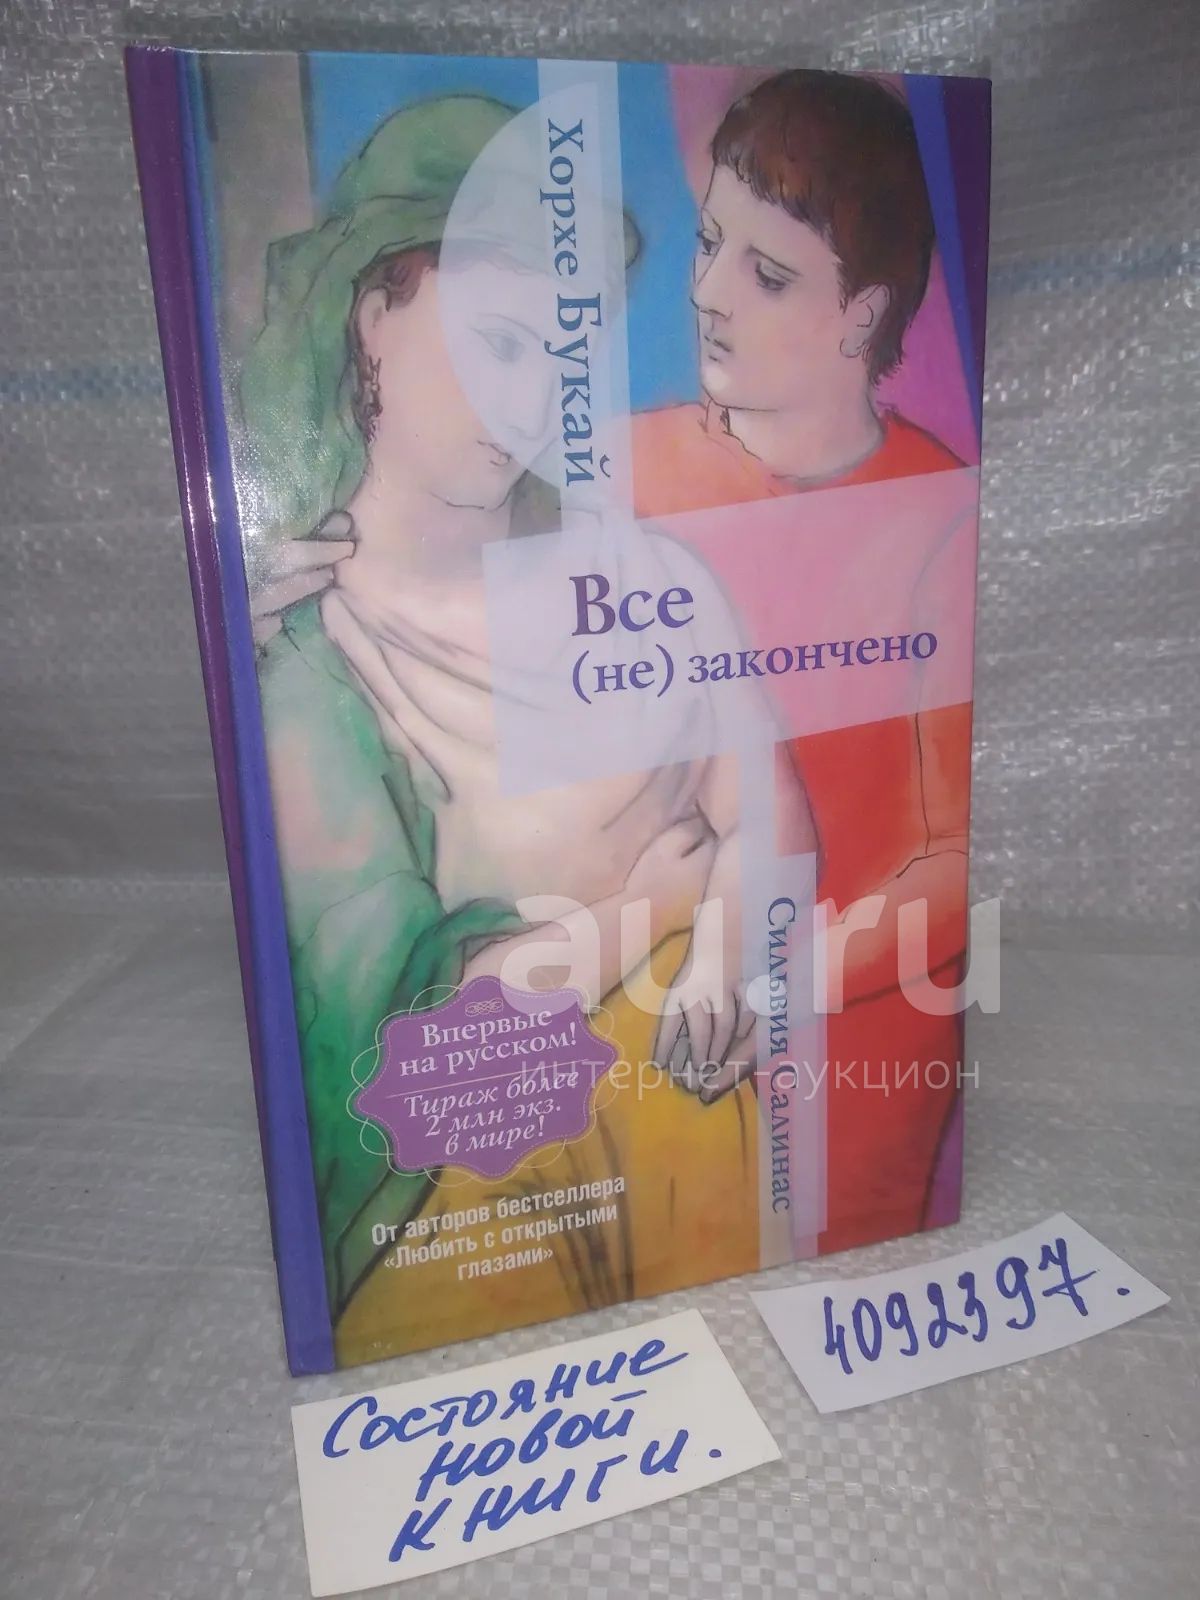 Хорхе Букай
Все
(не) закончено
Сильвия Салинас
au.ru
интернет-аукцион
Впервые
на русском!
Тираж более
2 млн экз.
в мире!
От авторов бестселлера
«Любить с открытыми
глазами»
4092397.
Состояние
новой
книги.